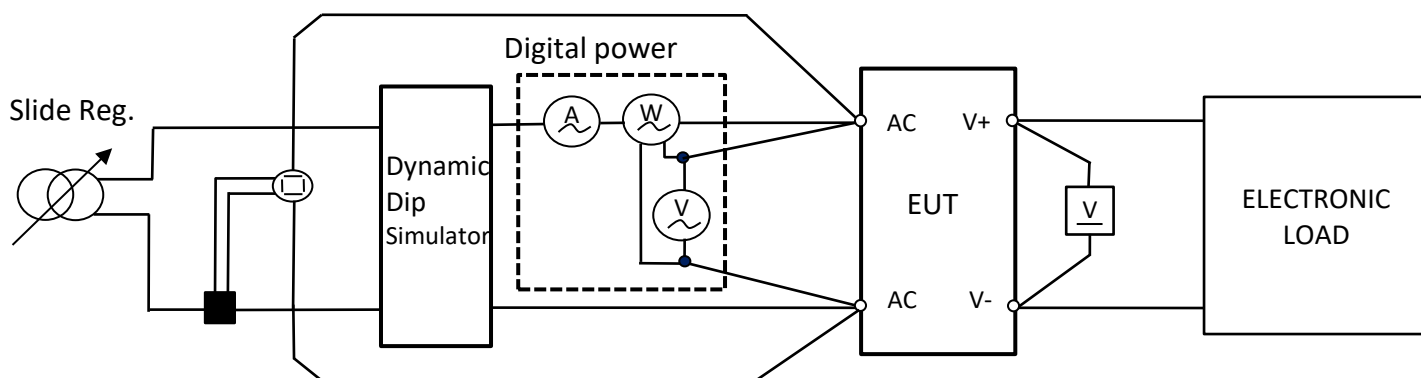 Digital power
Slide Reg.
A
W
AC
V+
Dynamic
Dip
Simulator
V
EUT
V
ELECTRONIC
LOAD
AC
V-